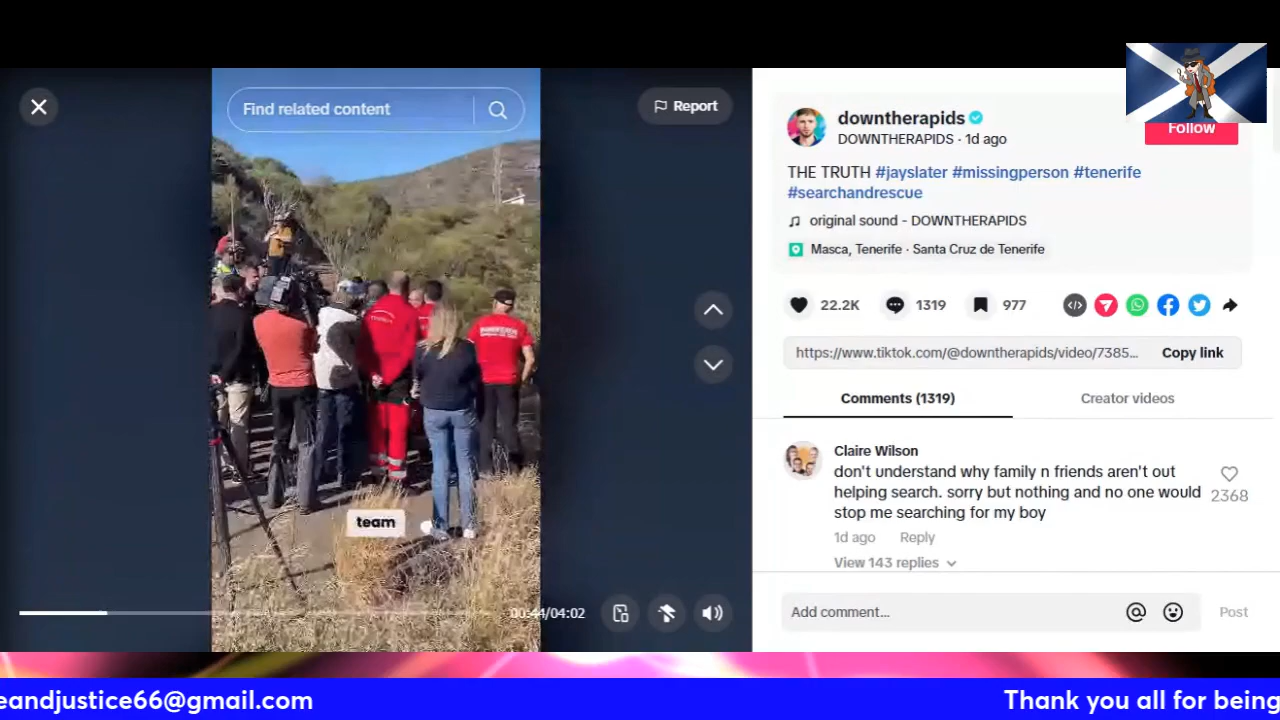 Find related content
Report
downtherapids
DOWNTHERAPIDS · 1d ago
Follow
THE TRUTH #jayslater #missingperson #tenerife
#searchandrescue
original sound - DOWNTHERAPIDS
Masca, Tenerife · Santa Cruz de Tenerife
22.2K
1319
977
https://www.tiktok.com/@downtherapids/video/7385...
Copy link
Comments (1319)
Creator videos
Claire Wilson
don't understand why family n friends aren't out
helping search. sorry but nothing and no one would
stop me searching for my boy
2368
1d ago
Reply
View 143 replies
team
00:44/04:02
Add comment...
Post
eandjustice66@gmail.com
Thank you all for being